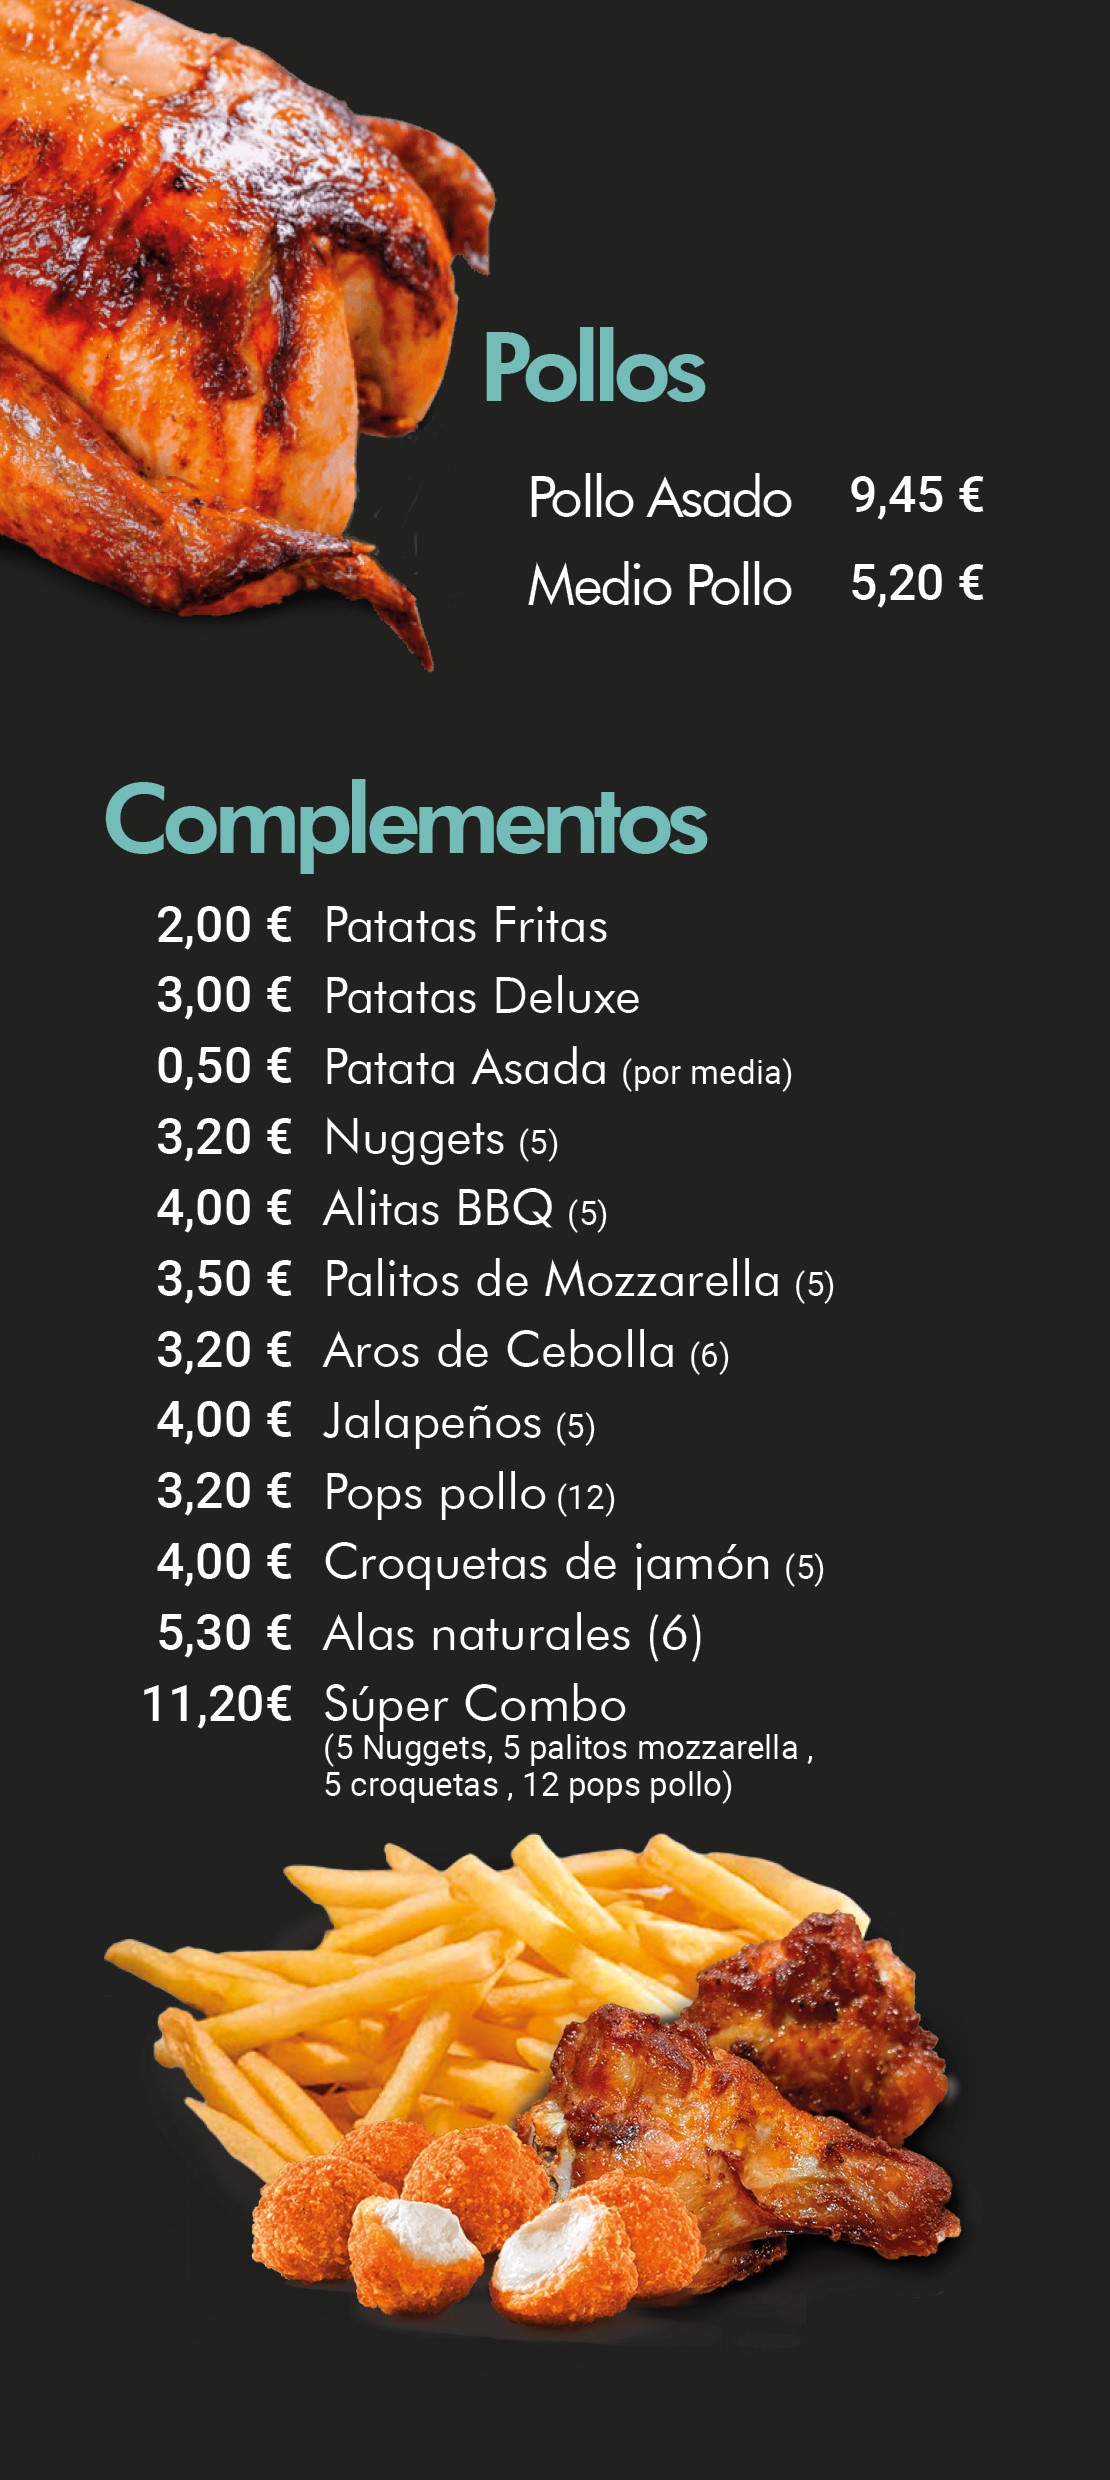 Pollos
Pollo Asado 9,45 €
Medio Pollo 5,20 €
Complementos
2,00 € Patatas Fritas
3,00 € Patatas Deluxe
0,50 € Patata Asada (por media)
3,20 € Nuggets (5)
4,00 € Alitas BBQ (5)
3,50 € Palitos de Mozzarella (5)
3,20 € Aros de Cebolla (6)
4,00 € Jalapeños (5)
3,20 € Pops pollo (12)
4,00 € Croquetas de jamón (5)
5,30 € Alas naturales (6)
11,20€ Súper Combo
(5 Nuggets, 5 palitos mozzarella ,
5 croquetas , 12 pops pollo)